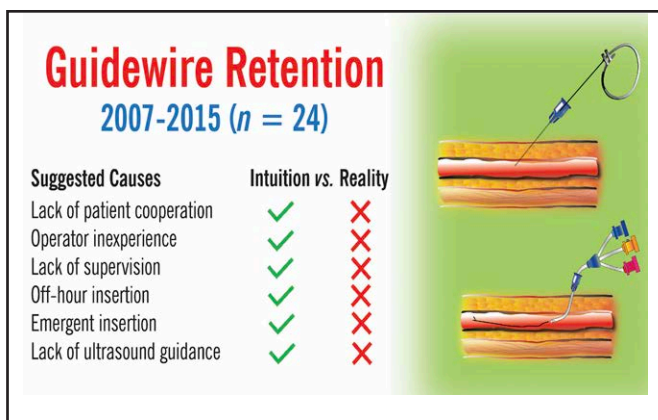 Guidewire Retention
2007-2015 (n = 24)
Suggested Causes Intuition vs. Reality
Lack of patient cooperation ✓ ✗
Operator inexperience ✓ ✗
Lack of supervision ✓ ✗
Off-hour insertion ✓ ✗
Emergent insertion ✓ ✗
Lack of ultrasound guidance ✓ ✗